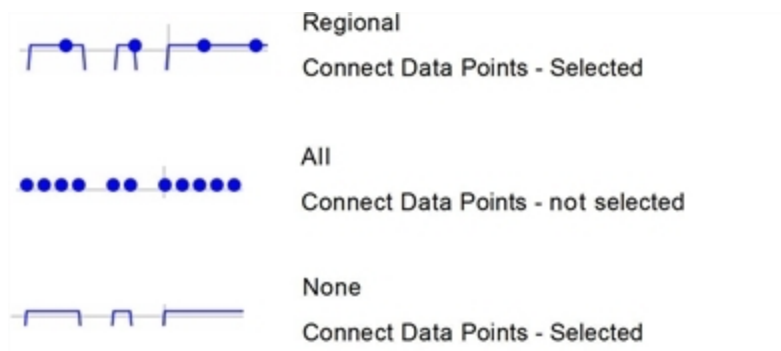 Regional
Connect Data Points - Selected
All
Connect Data Points - not selected
None
Connect Data Points - Selected